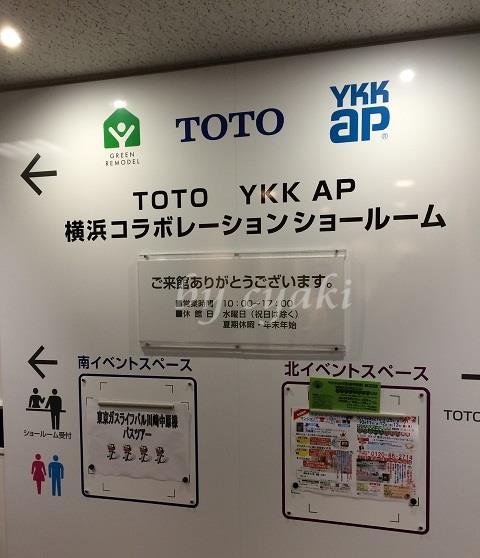 GREEN
REMODEL
TOTO
YKK
ap
TOTO YKK AP
横浜コラボレーションショールーム
ご来館ありがとうございます。
■営業時間 10:00~17:00
■休館日 水曜日(祝日は除く)
夏期休暇・年末年始
by cyaki
南イベントスペース
北イベントスペース
ショールーム受付
東京ガスライフバル川崎中原様
バスツアー
TOTO